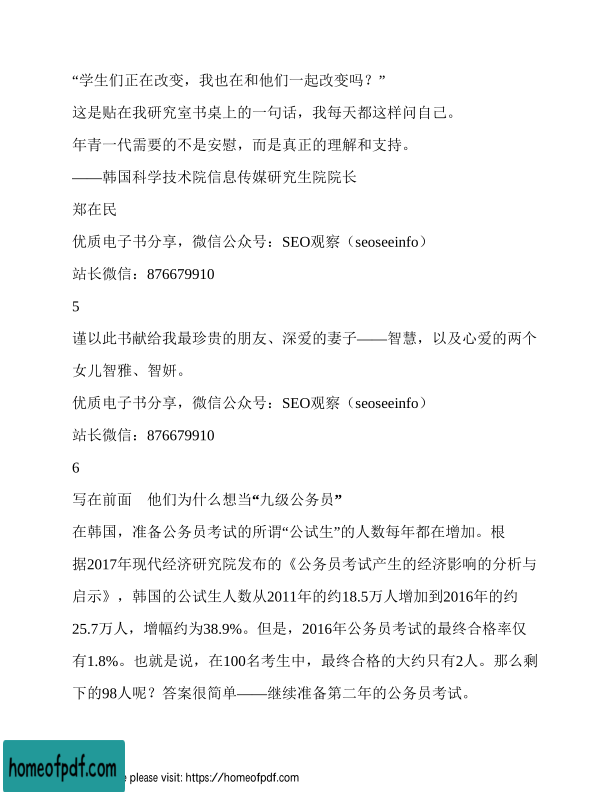 “学生们正在改变，我也在和他们一起改变吗？”
这是贴在我研究室书桌上的一句话，我每天都这样问自己。
年青一代需要的不是安慰，而是真正的理解和支持。
——韩国科学技术院信息传媒研究生院院长
郑在民
优质电子书分享，微信公众号：SEO观察（seoseeinfo）
站长微信：876679910
5
谨以此书献给我最珍贵的朋友、深爱的妻子——智慧，以及心爱的两个
女儿智雅、智妍。
优质电子书分享，微信公众号：SEO观察（seoseeinfo）
站长微信：876679910
6
写在前面　他们为什么想当“九级公务员”
在韩国，准备公务员考试的所谓“公试生”的人数每年都在增加。根
据2017年现代经济研究院发布的《公务员考试产生的经济影响的分析与
启示》，韩国的公试生人数从2011年的约18.5万人增加到2016年的约
25.7万人，增幅约为38.9%。但是，2016年公务员考试的最终合格率仅
有1.8%。也就是说，在100名考生中，最终合格的大约只有2人。那么剩
下的98人呢？答案很简单——继续准备第二年的公务员考试。
homeofpdf.com
please visit: https://homeofpdf.com